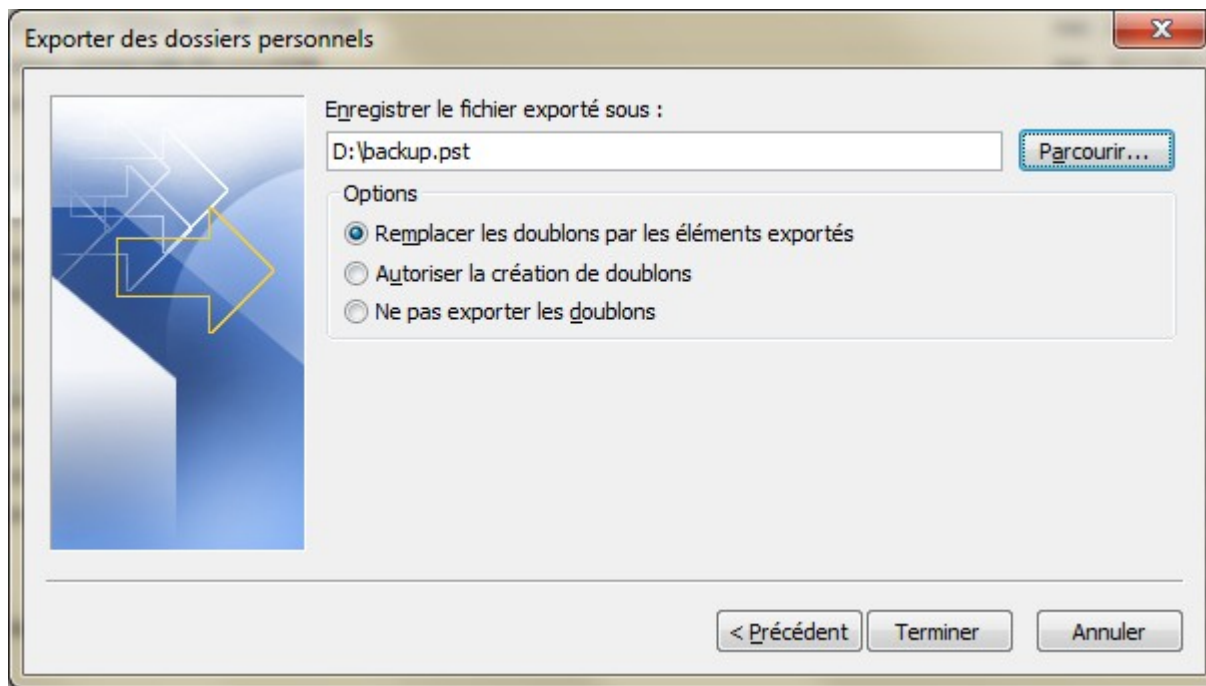 Exporter des dossiers personnels
Enregistrer le fichier exporté sous :
D:\backup.pst
Parcourir...
Options
Remplacer les doublons par les éléments exportés
Autoriser la création de doublons
Ne pas exporter les doublons
< Précédent
Terminer
Annuler